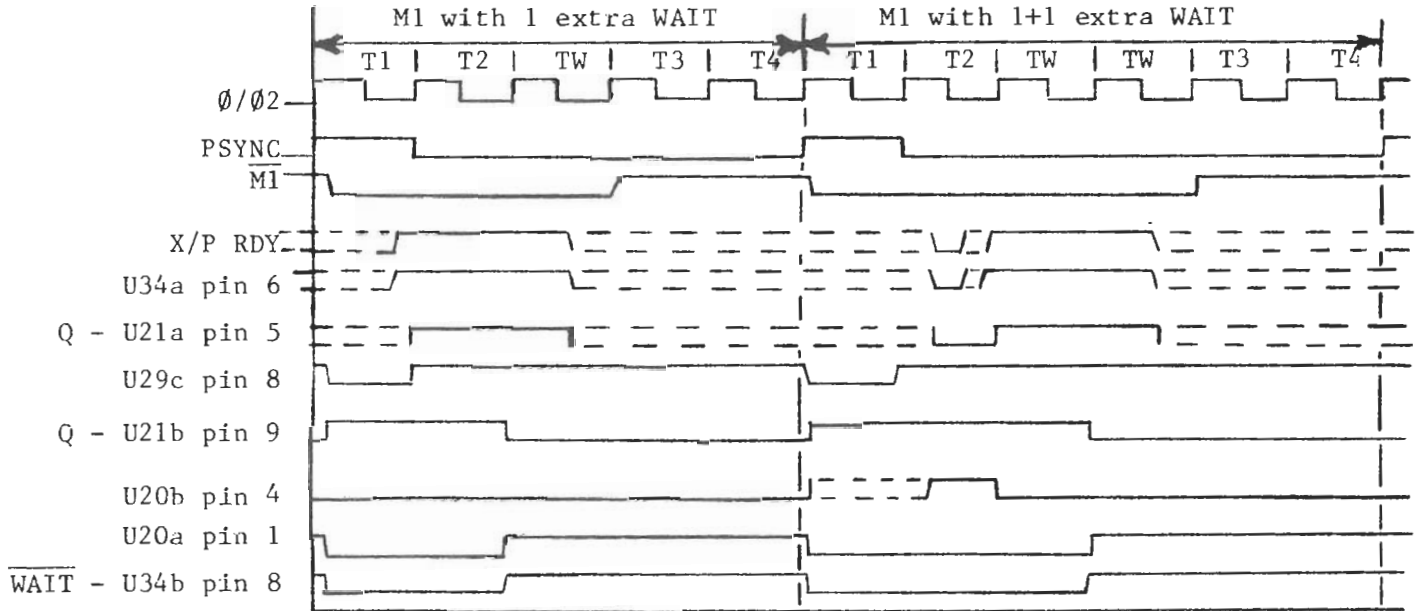 M1 with 1 extra WAIT M1 with 1+1 extra WAIT
T1 | T2 | TW | T3 | T4 | T1 | T2 | TW | TW | T3 | T4
Ø/Ø2
PSYNC
M1
X/P RDY
U34a pin 6
Q - U21a pin 5
U29c pin 8
Q - U21b pin 9
U20b pin 4
U20a pin 1
WAIT - U34b pin 8